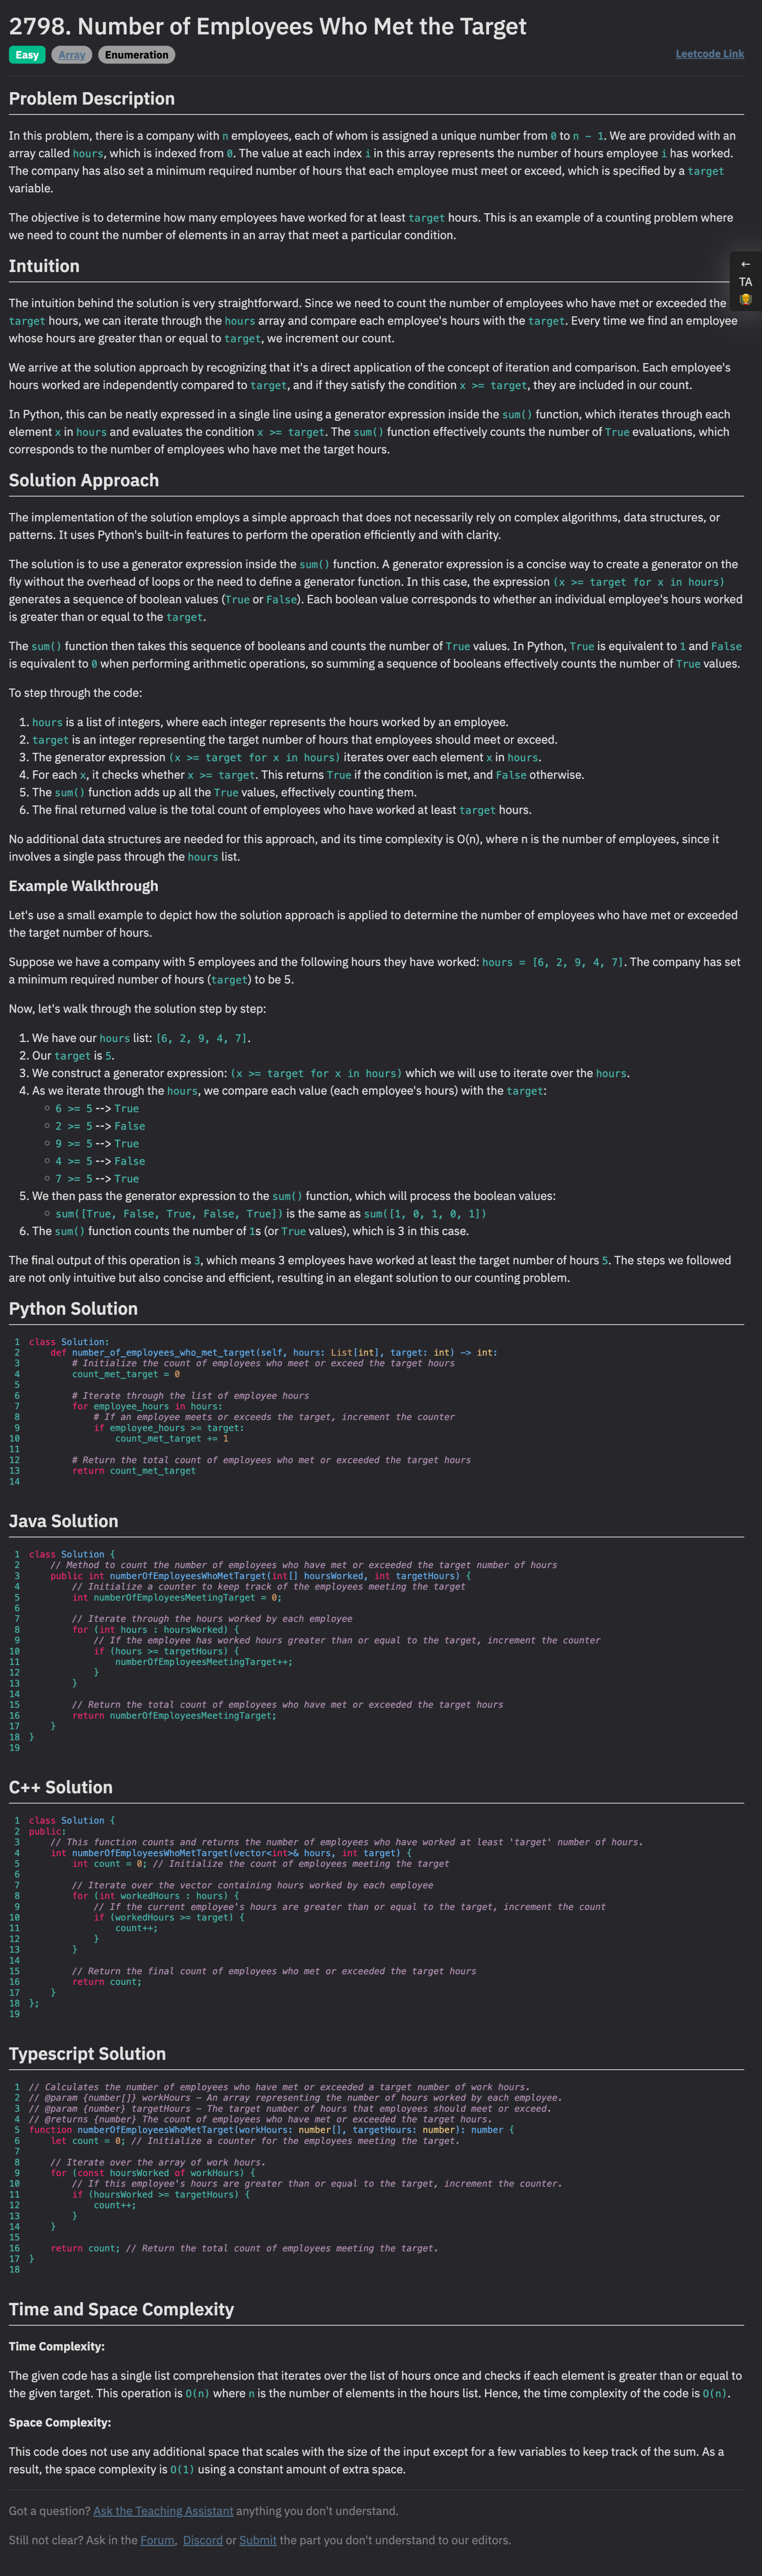 2798. Number of Employees Who Met the Target
Easy Array Enumeration Leetcode Link
Problem Description
In this problem, there is a company with n employees, each of whom is assigned a unique number from 0 to n - 1. We are provided with an
array called hours, which is indexed from 0. The value at each index i in this array represents the number of hours employee i has worked.
The company has also set a minimum required number of hours that each employee must meet or exceed, which is specified by a target
variable.
The objective is to determine how many employees have worked for at least target hours. This is an example of a counting problem where
we need to count the number of elements in an array that meet a particular condition.
←
TA
Intuition
The intuition behind the solution is very straightforward. Since we need to count the number of employees who have met or exceeded the
target hours, we can iterate through the hours array and compare each employee's hours with the target. Every time we find an employee
whose hours are greater than or equal to target, we increment our count.
We arrive at the solution approach by recognizing that it's a direct application of the concept of iteration and comparison. Each employee's
hours worked are independently compared to target, and if they satisfy the condition x >= target, they are included in our count.
In Python, this can be neatly expressed in a single line using a generator expression inside the sum() function, which iterates through each
element x in hours and evaluates the condition x >= target. The sum() function effectively counts the number of True evaluations, which
corresponds to the number of employees who have met the target hours.
Solution Approach
The implementation of the solution employs a simple approach that does not necessarily rely on complex algorithms, data structures, or
patterns. It uses Python's built-in features to perform the operation efficiently and with clarity.
The solution is to use a generator expression inside the sum() function. A generator expression is a concise way to create a generator on the
fly without the overhead of loops or the need to define a generator function. In this case, the expression (x >= target for x in hours)
generates a sequence of boolean values (True or False). Each boolean value corresponds to whether an individual employee's hours worked
is greater than or equal to the target.
The sum() function then takes this sequence of booleans and counts the number of True values. In Python, True is equivalent to 1 and False
is equivalent to 0 when performing arithmetic operations, so summing a sequence of booleans effectively counts the number of True values.
To step through the code:
1. hours is a list of integers, where each integer represents the hours worked by an employee.
2. target is an integer representing the target number of hours that employees should meet or exceed.
3. The generator expression (x >= target for x in hours) iterates over each element x in hours.
4. For each x, it checks whether x >= target. This returns True if the condition is met, and False otherwise.
5. The sum() function adds up all the True values, effectively counting them.
6. The final returned value is the total count of employees who have worked at least target hours.
No additional data structures are needed for this approach, and its time complexity is O(n), where n is the number of employees, since it
involves a single pass through the hours list.
Example Walkthrough
Let's use a small example to depict how the solution approach is applied to determine the number of employees who have met or exceeded
the target number of hours.
Suppose we have a company with 5 employees and the following hours they have worked: hours = [6, 2, 9, 4, 7]. The company has set
a minimum required number of hours (target) to be 5.
Now, let's walk through the solution step by step:
1. We have our hours list: [6, 2, 9, 4, 7].
2. Our target is 5.
3. We construct a generator expression: (x >= target for x in hours) which we will use to iterate over the hours.
4. As we iterate through the hours, we compare each value (each employee's hours) with the target:
○ 6 >= 5 --> True
○ 2 >= 5 --> False
○ 9 >= 5 --> True
○ 4 >= 5 --> False
○ 7 >= 5 --> True
5. We then pass the generator expression to the sum() function, which will process the boolean values:
○ sum([True, False, True, False, True]) is the same as sum([1, 0, 1, 0, 1])
6. The sum() function counts the number of 1s (or True values), which is 3 in this case.
The final output of this operation is 3, which means 3 employees have worked at least the target number of hours 5. The steps we followed
are not only intuitive but also concise and efficient, resulting in an elegant solution to our counting problem.
Python Solution
1 class Solution:
2     def number_of_employees_who_met_target(self, hours: List[int], target: int) -> int:
3         # Initialize the count of employees who meet or exceed the target hours
4         count_met_target = 0
5
6         # Iterate through the list of employee hours
7         for employee_hours in hours:
8             # If an employee meets or exceeds the target, increment the counter
9             if employee_hours >= target:
10                 count_met_target += 1
11
12         # Return the total count of employees who met or exceeded the target hours
13         return count_met_target
14
Java Solution
1 class Solution {
2     // Method to count the number of employees who have met or exceeded the target number of hours
3     public int numberOfEmployeesWhoMetTarget(int[] hoursWorked, int targetHours) {
4         // Initialize a counter to keep track of the employees meeting the target
5         int numberOfEmployeesMeetingTarget = 0;
6
7         // Iterate through the hours worked by each employee
8         for (int hours : hoursWorked) {
9             // If the employee has worked hours greater than or equal to the target, increment the counter
10             if (hours >= targetHours) {
11                 numberOfEmployeesMeetingTarget++;
12             }
13         }
14
15         // Return the total count of employees who have met or exceeded the target hours
16         return numberOfEmployeesMeetingTarget;
17     }
18 }
19
C++ Solution
1 class Solution {
2 public:
3     // This function counts and returns the number of employees who have worked at least 'target' number of hours.
4     int numberOfEmployeesWhoMetTarget(vector<int>& hours, int target) {
5         int count = 0; // Initialize the count of employees meeting the target
6
7         // Iterate over the vector containing hours worked by each employee
8         for (int workedHours : hours) {
9             // If the current employee's hours are greater than or equal to the target, increment the count
10             if (workedHours >= target) {
11                 count++;
12             }
13         }
14
15         // Return the final count of employees who met or exceeded the target hours
16         return count;
17     }
18 };
19
Typescript Solution
1 // Calculates the number of employees who have met or exceeded a target number of work hours.
2 // @param {number[]} workHours - An array representing the number of hours worked by each employee.
3 // @param {number} targetHours - The target number of hours that employees should meet or exceed.
4 // @returns {number} The count of employees who have met or exceeded the target hours.
5 function numberOfEmployeesWhoMetTarget(workHours: number[], targetHours: number): number {
6     let count = 0; // Initialize a counter for the employees meeting the target.
7
8     // Iterate over the array of work hours.
9     for (const hoursWorked of workHours) {
10         // If this employee's hours are greater than or equal to the target, increment the counter.
11         if (hoursWorked >= targetHours) {
12             count++;
13         }
14     }
15
16     return count; // Return the total count of employees meeting the target.
17 }
18
Time and Space Complexity
Time Complexity:
The given code has a single list comprehension that iterates over the list of hours once and checks if each element is greater than or equal to
the given target. This operation is O(n) where n is the number of elements in the hours list. Hence, the time complexity of the code is O(n).
Space Complexity:
This code does not use any additional space that scales with the size of the input except for a few variables to keep track of the sum. As a
result, the space complexity is O(1) using a constant amount of extra space.
Got a question? Ask the Teaching Assistant anything you don't understand.
Still not clear? Ask in the Forum, Discord or Submit the part you don't understand to our editors.